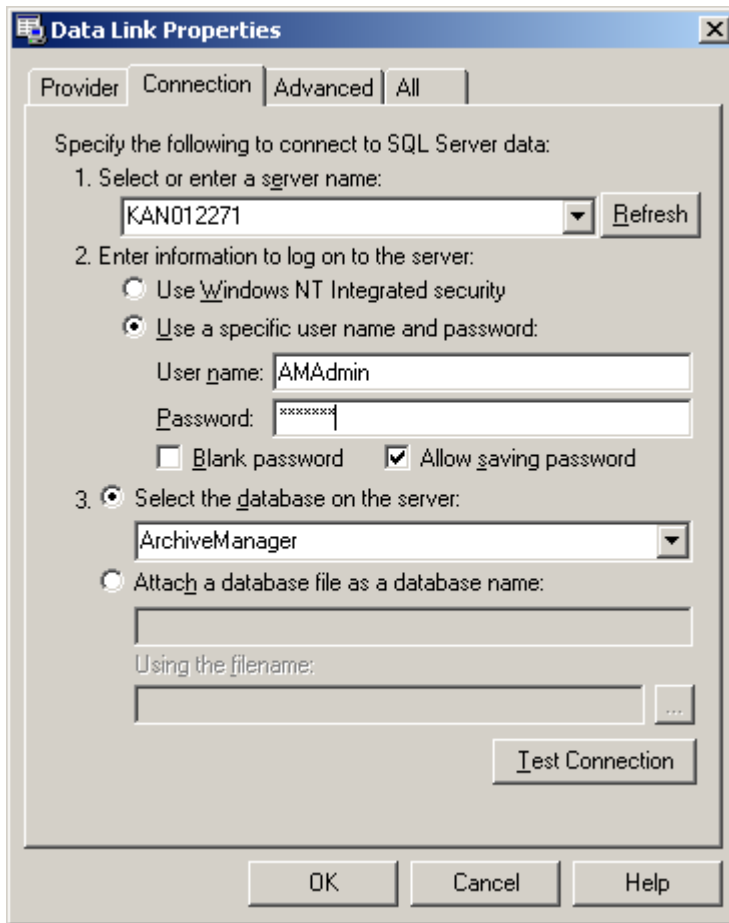 Data Link Properties
Provider Connection Advanced All
Specify the following to connect to SQL Server data:
1. Select or enter a server name:
KAN012271 Refresh
2. Enter information to log on to the server:
Use Windows NT Integrated security
Use a specific user name and password:
User name: AMAdmin
Password: *******
Blank password Allow saving password
3. Select the database on the server:
ArchiveManager
Attach a database file as a database name:
Using the filename:
...
Test Connection
OK Cancel Help